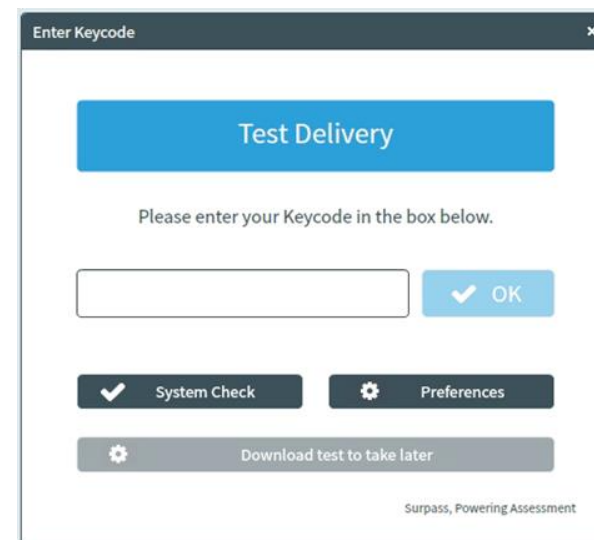 Enter Keycode
Test Delivery
Please enter your Keycode in the box below.
OK
System Check
Preferences
Download test to take later
Surpass, Powering Assessment